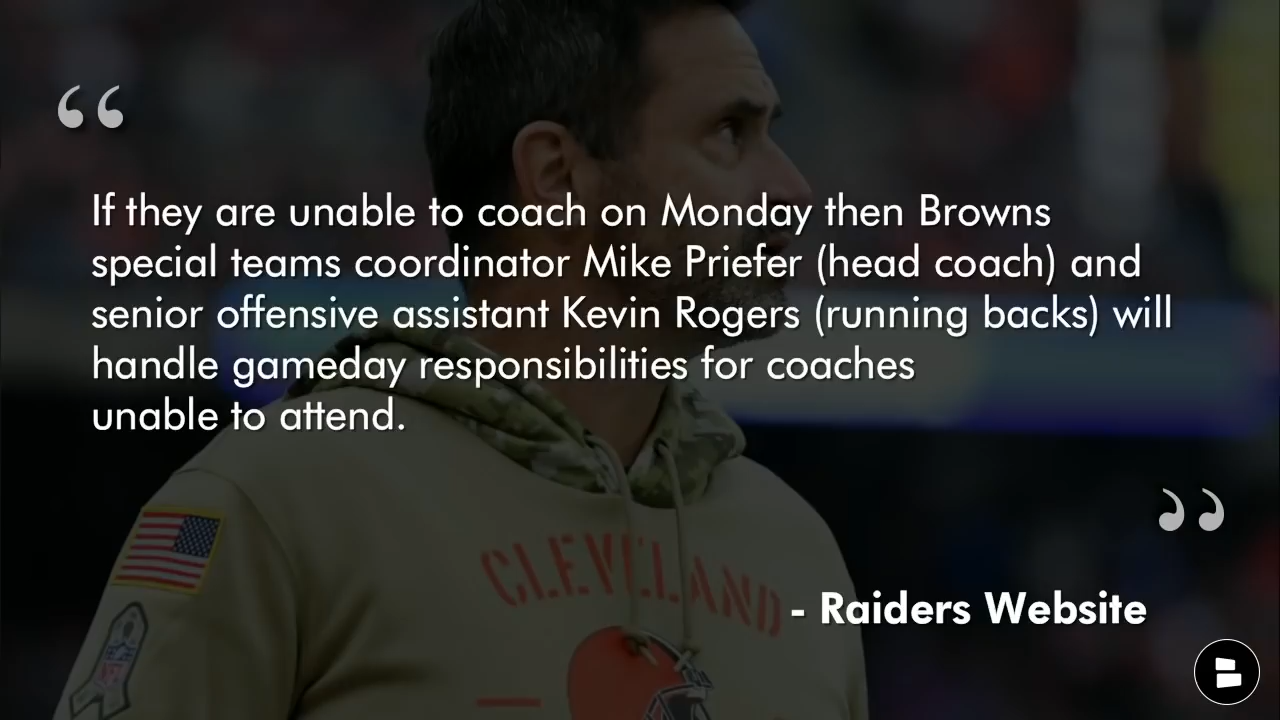 “
If they are unable to coach on Monday then Browns
special teams coordinator Mike Priefer (head coach) and
senior offensive assistant Kevin Rogers (running backs) will
handle gameday responsibilities for coaches
unable to attend.
”
- Raiders Website
CLEVELAND
NFL